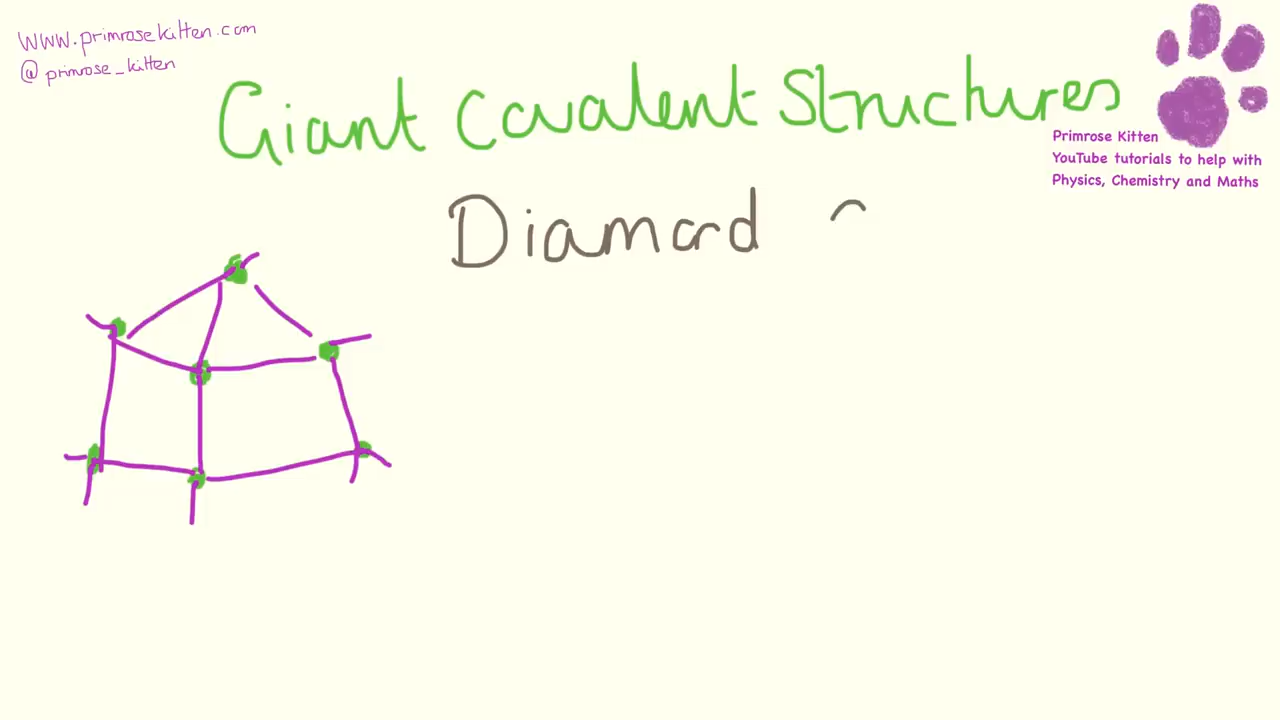 www.primrosekitten.com
@primrose_kitten
Giant Covalent Structures
Primrose Kitten
YouTube tutorials to help with
Physics, Chemistry and Maths
Diamond